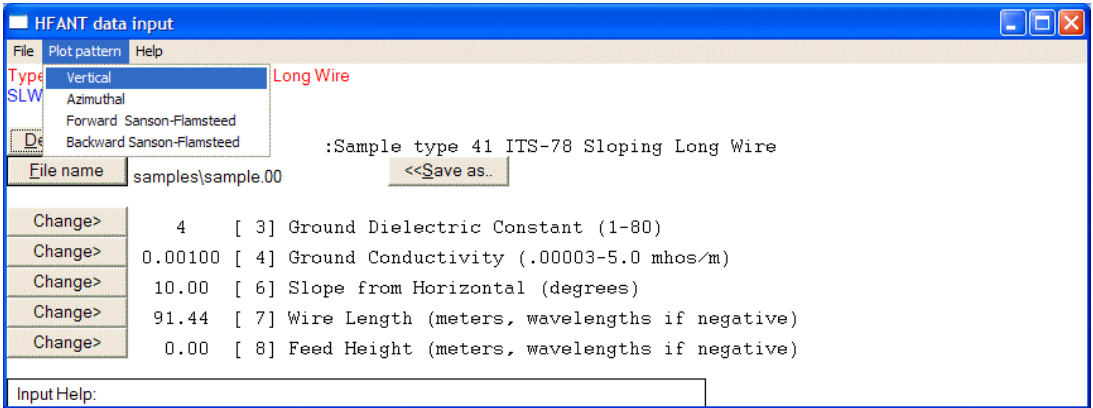 HFANT data input
File Plot pattern Help
Type Long Wire
Vertical
SLW
Azimuthal
Forward Sanson-Flamsteed
Backward Sanson-Flamsteed
De :Sample type 41 ITS-78 Sloping Long Wire
File name samples\sample.00 <<Save as..
Change> 4 [ 3] Ground Dielectric Constant (1-80)
Change> 0.00100 [ 4] Ground Conductivity (.00003-5.0 mhos/m)
Change> 10.00 [ 6] Slope from Horizontal (degrees)
Change> 91.44 [ 7] Wire Length (meters, wavelengths if negative)
Change> 0.00 [ 8] Feed Height (meters, wavelengths if negative)
Input Help: